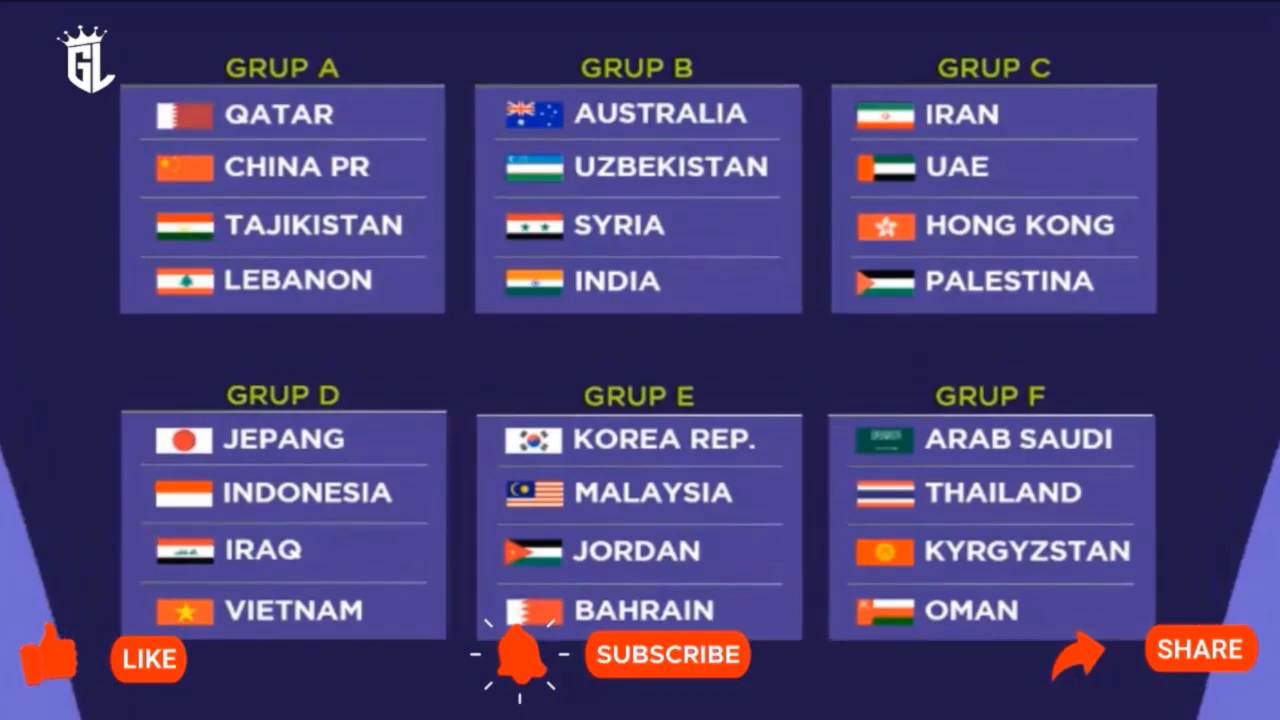 GL
GRUP A
QATAR
CHINA PR
TAJIKISTAN
LEBANON
GRUP B
AUSTRALIA
UZBEKISTAN
SYRIA
INDIA
GRUP C
IRAN
UAE
HONG KONG
PALESTINA
GRUP D
JEPANG
INDONESIA
IRAQ
VIETNAM
GRUP E
KOREA REP.
MALAYSIA
JORDAN
BAHRAIN
GRUP F
ARAB SAUDI
THAILAND
KYRGYZSTAN
OMAN
LIKE
SUBSCRIBE
SHARE